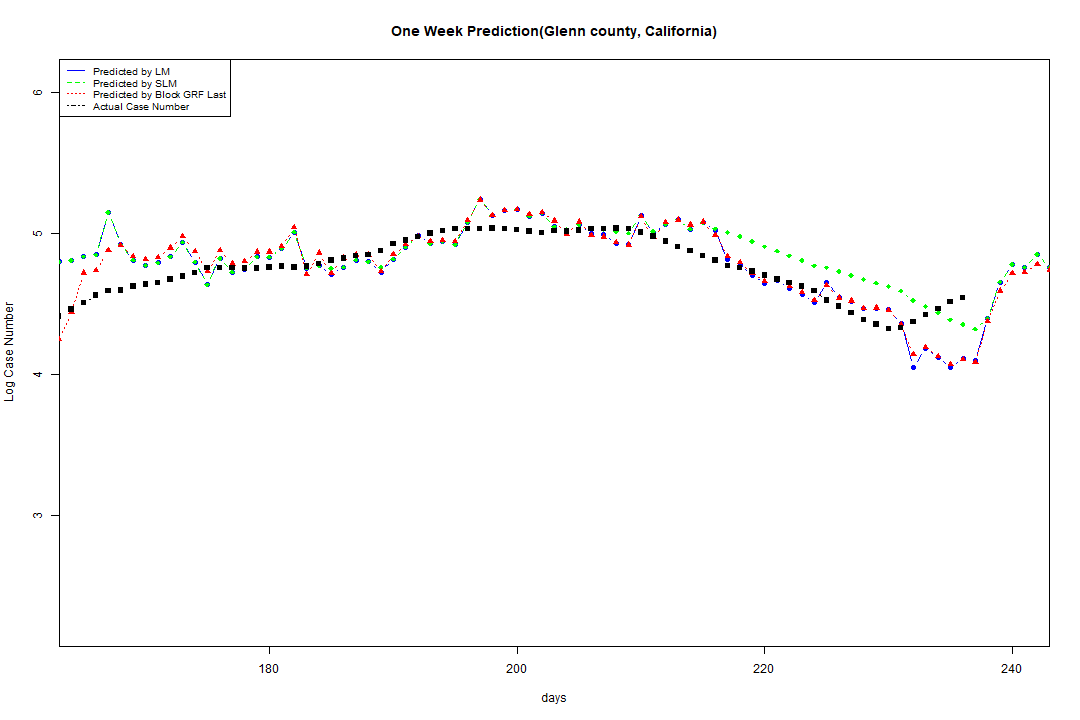 One Week Prediction(Glenn county, California)
Predicted by LM
Predicted by SLM
Predicted by Block GRF Last
Actual Case Number
6
5
4
3
Log Case Number
180 200 220 240
days